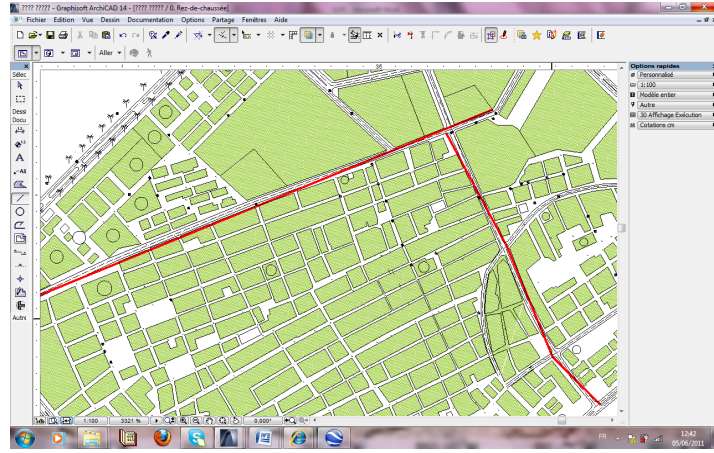 ???? ????? - Graphisoft ArchiCAD 14 - [???? ????? / 0. Rez-de-chaussée]
Fichier Edition Vue Dessin Documentation Options Partage Fenêtres Aide
Aller
Sélec
Dessi
Docu
A
A1
Autre
Options rapides
Personnalisé
1:100
Modèle entier
Autre
30 Affichage Exécution
Cotations cm
1:100
3321 %
0,000°
FR
12:42
05/06/2011